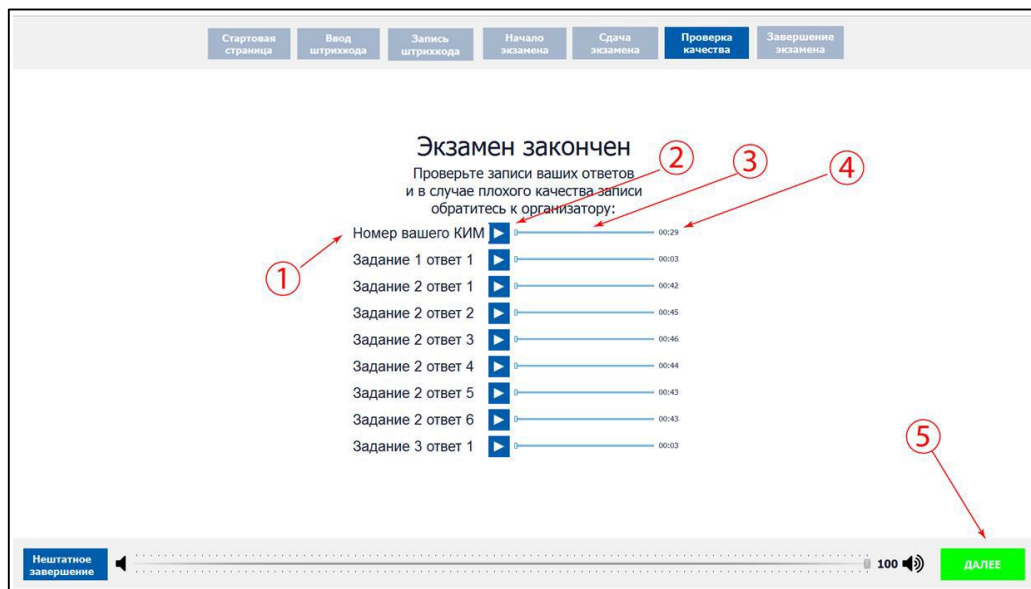 Стартовая
страница
Ввод
штрихкода
Запись
штрихкода
Начало
экзамена
Сдача
экзамена
Проверка
качества
Завершение
экзамена
Экзамен закончен
Проверьте записи ваших ответов
и в случае плохого качества записи
обратитесь к организатору:
Номер вашего КИМ 00:29
Задание 1 ответ 1 00:03
Задание 2 ответ 1 00:42
Задание 2 ответ 2 00:45
Задание 2 ответ 3 00:46
Задание 2 ответ 4 00:44
Задание 2 ответ 5 00:43
Задание 2 ответ 6 00:43
Задание 3 ответ 1 00:03
1
2
3
4
5
Нештатное
завершение
100
ДАЛЕЕ